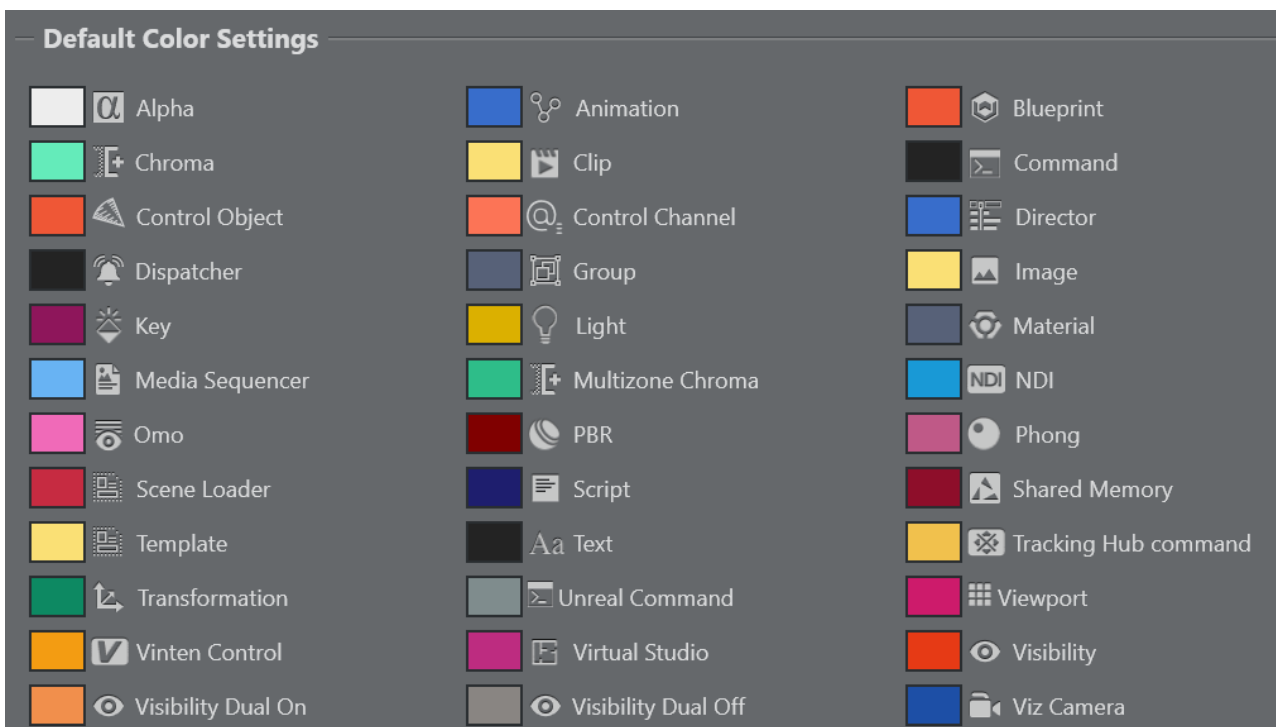 Default Color Settings
α Alpha Animation Blueprint
Chroma Clip Command
Control Object @ Control Channel Director
Dispatcher Group Image
Key Light Material
Media Sequencer Multizone Chroma NDI NDI
Omo PBR Phong
Scene Loader Script Shared Memory
Template Aa Text Tracking Hub command
Transformation >_ Unreal Command Viewport
V Vinten Control Virtual Studio Visibility
Visibility Dual On Visibility Dual Off Viz Camera